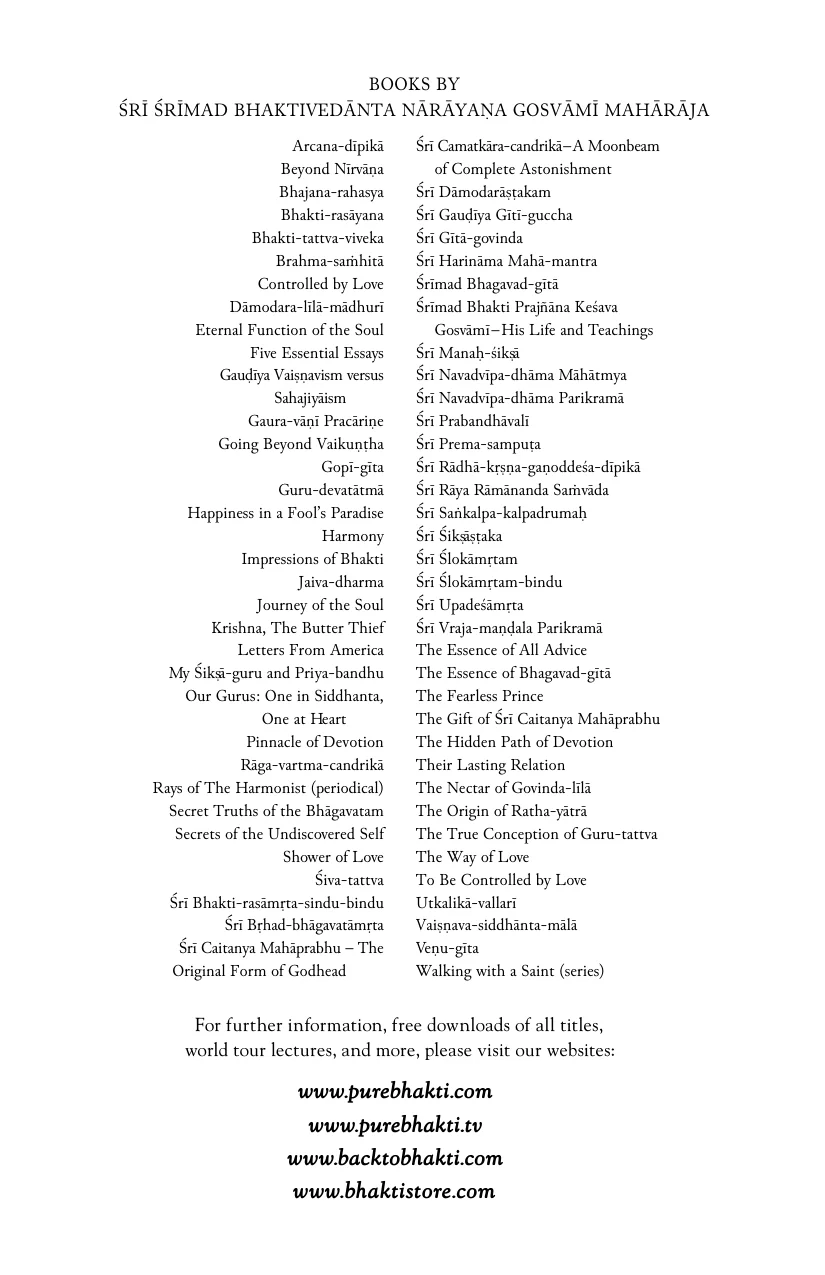 BOOKS BY
ŚRĪ ŚRĪMAD BHAKTIVEDĀNTA NĀRĀYAṆA GOSVĀMĪ MAHĀRĀJA
Arcana-dīpikā
Beyond Nīrvāṇa
Bhajana-rahasya
Bhakti-rasāyana
Bhakti-tattva-viveka
Brahma-saṁhitā
Controlled by Love
Dāmodara-līlā-mādhurī
Eternal Function of the Soul
Five Essential Essays
Gauḍīya Vaiṣṇavism versus
Sahajiyāism
Gaura-vāṇī Pracāriṇe
Going Beyond Vaikuṇṭha
Gopī-gīta
Guru-devatātmā
Happiness in a Fool's Paradise
Harmony
Impressions of Bhakti
Jaiva-dharma
Journey of the Soul
Krishna, The Butter Thief
Letters From America
My Śikṣā-guru and Priya-bandhu
Our Gurus: One in Siddhanta,
One at Heart
Pinnacle of Devotion
Rāga-vartma-candrikā
Rays of The Harmonist (periodical)
Secret Truths of the Bhāgavatam
Secrets of the Undiscovered Self
Shower of Love
Śiva-tattva
Śrī Bhakti-rasāmṛta-sindu-bindu
Śrī Bṛhad-bhāgavatāmṛta
Śrī Caitanya Mahāprabhu – The
Original Form of Godhead
Śrī Camatkāra-candrikā–A Moonbeam
of Complete Astonishment
Śrī Dāmodarāṣṭakam
Śrī Gauḍīya Gītī-guccha
Śrī Gītā-govinda
Śrī Harināma Mahā-mantra
Śrīmad Bhagavad-gītā
Śrīmad Bhakti Prajñāna Keśava
Gosvāmī–His Life and Teachings
Śrī Manaḥ-śikṣā
Śrī Navadvīpa-dhāma Māhātmya
Śrī Navadvīpa-dhāma Parikramā
Śrī Prabandhāvalī
Śrī Prema-sampuṭa
Śrī Rādhā-kṛṣṇa-gaṇoddeśa-dīpikā
Śrī Rāya Rāmānanda Saṁvāda
Śrī Saṅkalpa-kalpadrumaḥ
Śrī Śikṣāṣṭaka
Śrī Ślokāmṛtam
Śrī Ślokāmṛtam-bindu
Śrī Upadeśāmṛta
Śrī Vraja-maṇḍala Parikramā
The Essence of All Advice
The Essence of Bhagavad-gītā
The Fearless Prince
The Gift of Śrī Caitanya Mahāprabhu
The Hidden Path of Devotion
Their Lasting Relation
The Nectar of Govinda-līlā
The Origin of Ratha-yātrā
The True Conception of Guru-tattva
The Way of Love
To Be Controlled by Love
Utkalikā-vallarī
Vaiṣṇava-siddhānta-mālā
Veṇu-gīta
Walking with a Saint (series)
For further information, free downloads of all titles,
world tour lectures, and more, please visit our websites:
www.purebhakti.com
www.purebhakti.tv
www.backtobhakti.com
www.bhaktistore.com